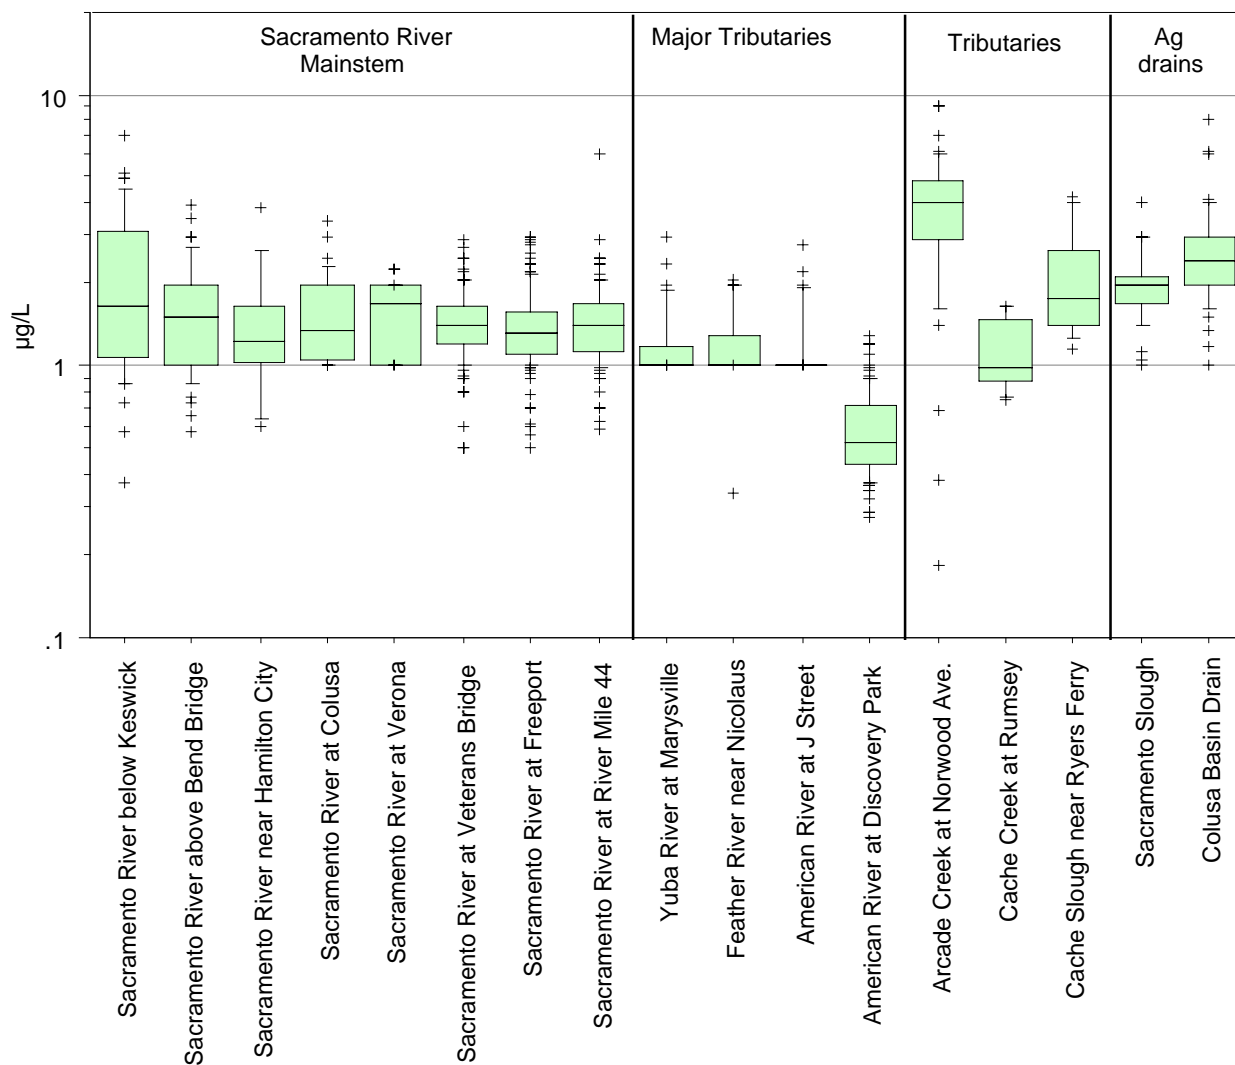 Sacramento River
Mainstem
Major Tributaries
Tributaries
Ag
drains
10
1
.1
µg/L
Sacramento River below Keswick
Sacramento River above Bend Bridge
Sacramento River near Hamilton City
Sacramento River at Colusa
Sacramento River at Verona
Sacramento River at Veterans Bridge
Sacramento River at Freeport
Sacramento River at River Mile 44
Yuba River at Marysville
Feather River near Nicolaus
American River at J Street
American River at Discovery Park
Arcade Creek at Norwood Ave.
Cache Creek at Rumsey
Cache Slough near Ryers Ferry
Sacramento Slough
Colusa Basin Drain